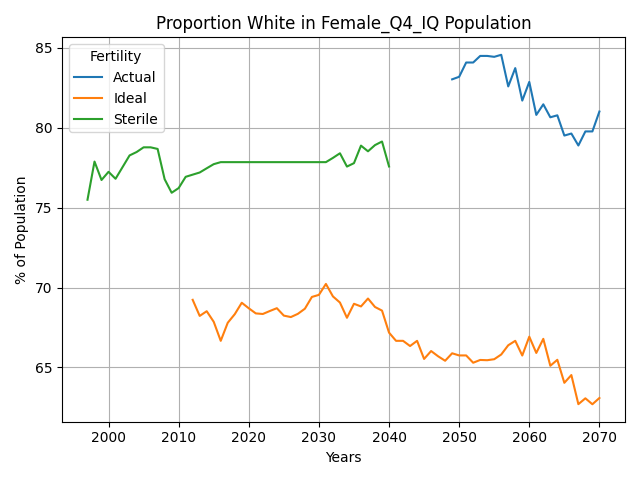 Proportion White in Female_Q4_IQ Population
Fertility
Actual
Ideal
Sterile
% of Population
85
80
75
70
65
2000 2010 2020 2030 2040 2050 2060 2070
Years